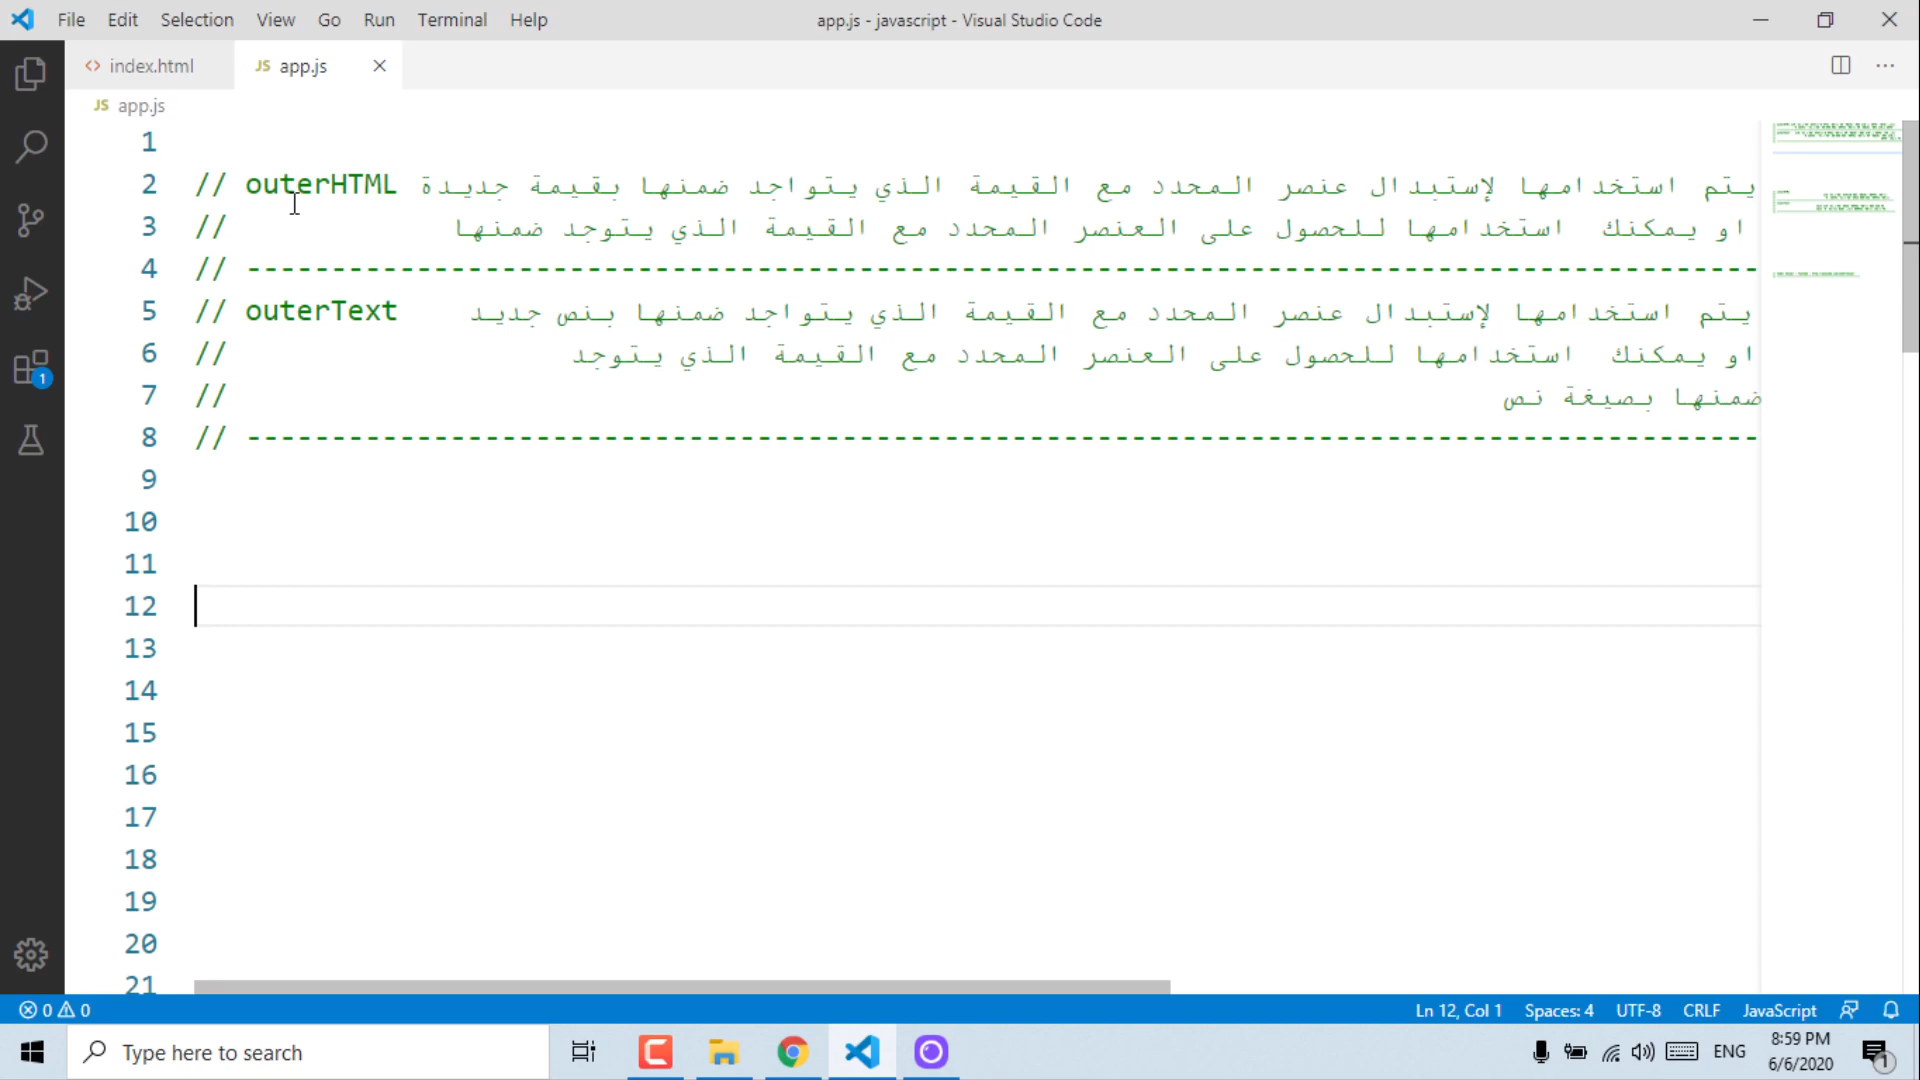 File Edit Selection View Go Run Terminal Help
app.js - javascript - Visual Studio Code
index.html
JS app.js
JS app.js
1
2 // outerHTML يتم استخدامها لإستبدال عنصر المحدد مع القيمة الذي يتواجد ضمنها بقيمة جديدة
3 // او يمكنك استخدامها للحصول على العنصر المحدد مع القيمة الذي يتوجد ضمنها
4 // ------------------------------------------------------------------------------------------
5 // outerText يتم استخدامها لإستبدال عنصر المحدد مع القيمة الذي يتواجد ضمنها بنص جديد
6 // او يمكنك استخدامها للحصول على العنصر المحدد مع القيمة الذي يتوجد
7 // ضمنها بصيغة نص
8 // ------------------------------------------------------------------------------------------
9
10
11
12
13
14
15
16
17
18
19
20
21
1
0 0
Ln 12, Col 1 Spaces: 4 UTF-8 CRLF JavaScript
Type here to search
ENG
8:59 PM
6/6/2020
1